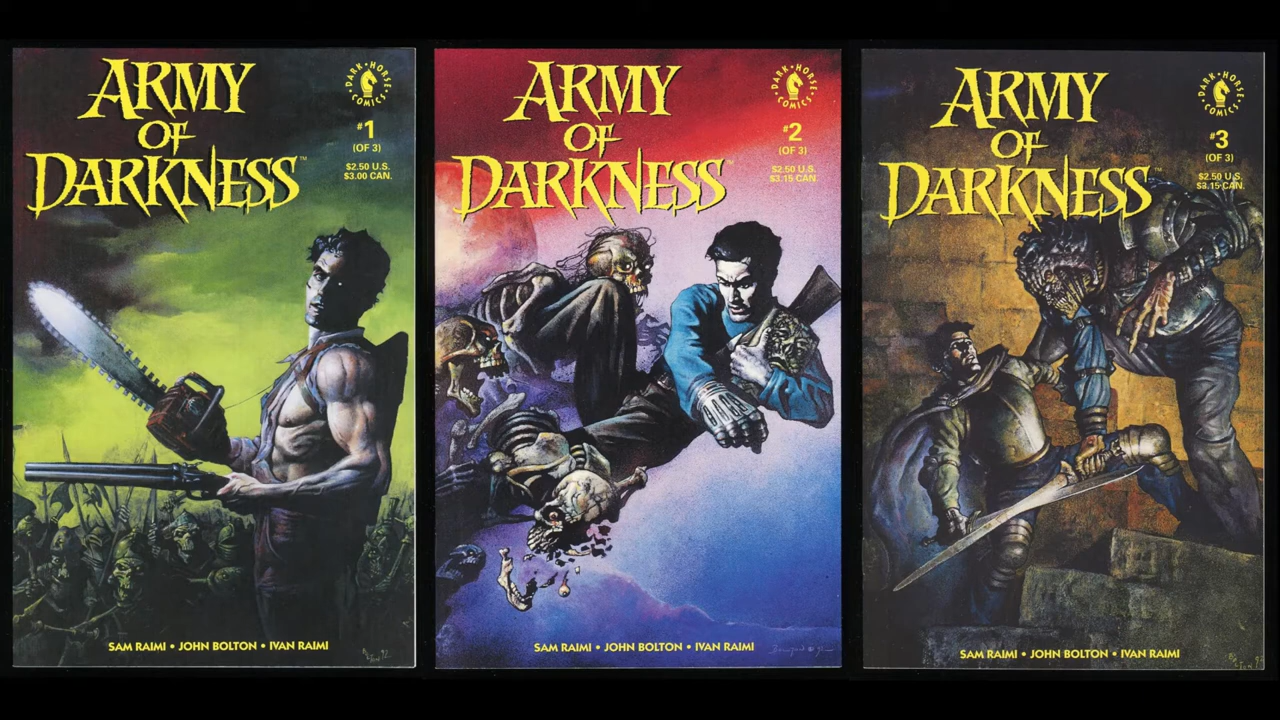 ARMY
OF
DARKNESS™
DARK HORSE COMICS
#1
(OF 3)
$2.50 U.S.
$3.00 CAN.
SAM RAIMI • JOHN BOLTON • IVAN RAIMI
ARMY
OF
DARKNESS™
DARK HORSE COMICS
#2
(OF 3)
$2.50 U.S.
$3.15 CAN.
SAM RAIMI • JOHN BOLTON • IVAN RAIMI
ARMY
OF
DARKNESS™
DARK HORSE COMICS
#3
(OF 3)
$2.50 U.S.
$3.15 CAN.
SAM RAIMI • JOHN BOLTON • IVAN RAIMI